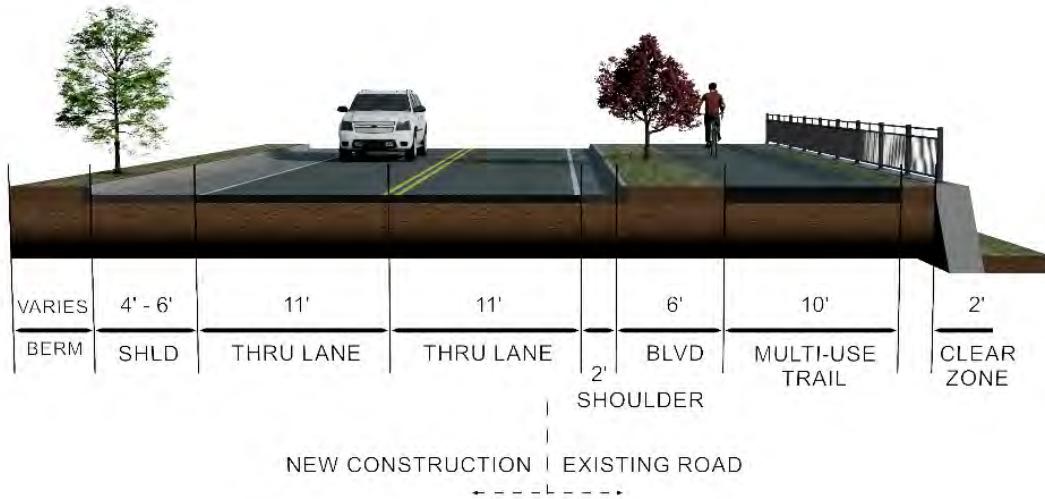 VARIES 4' - 6' 11' 11' 6' 10' 2'
BERM SHLD THRU LANE THRU LANE BLVD MULTI-USE TRAIL CLEAR ZONE
2' SHOULDER
NEW CONSTRUCTION EXISTING ROAD